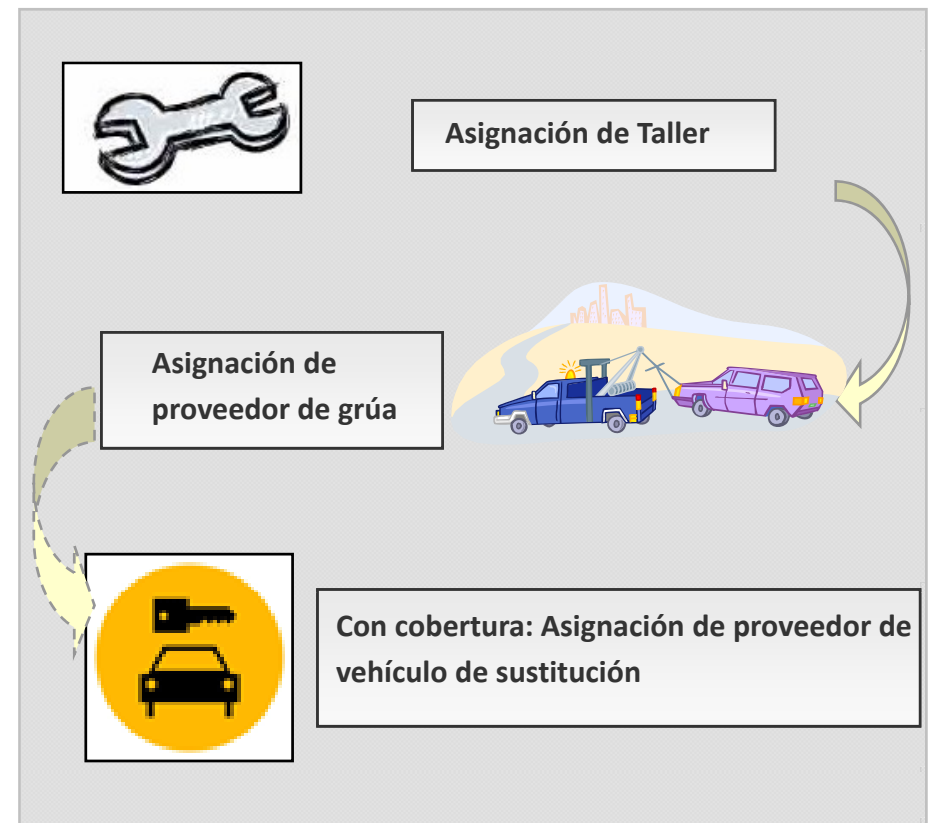 Asignación de Taller
Asignación de
proveedor de grúa
Con cobertura: Asignación de proveedor de
vehículo de sustitución